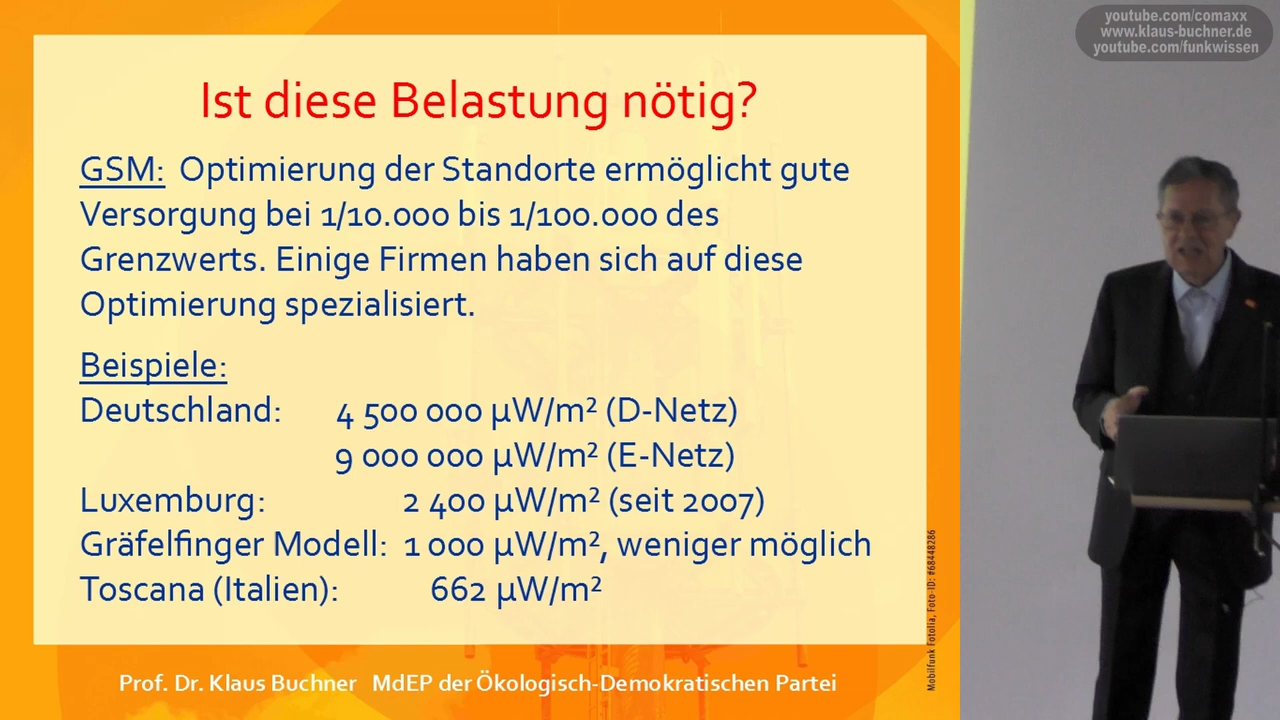 youtube.com/comaxx
www.klaus-buchner.de
youtube.com/funkwissen
Ist diese Belastung nötig?
GSM: Optimierung der Standorte ermöglicht gute
Versorgung bei 1/10.000 bis 1/100.000 des
Grenzwerts. Einige Firmen haben sich auf diese
Optimierung spezialisiert.
Beispiele:
Deutschland: 4 500 000 µW/m² (D-Netz)
9 000 000 µW/m² (E-Netz)
Luxemburg: 2 400 µW/m² (seit 2007)
Gräfelfinger Modell: 1 000 µW/m², weniger möglich
Toscana (Italien): 662 µW/m²
Mobilfunk Fotolia, Foto-ID: #68448286
Prof. Dr. Klaus Buchner MdEP der Ökologisch-Demokratischen Partei